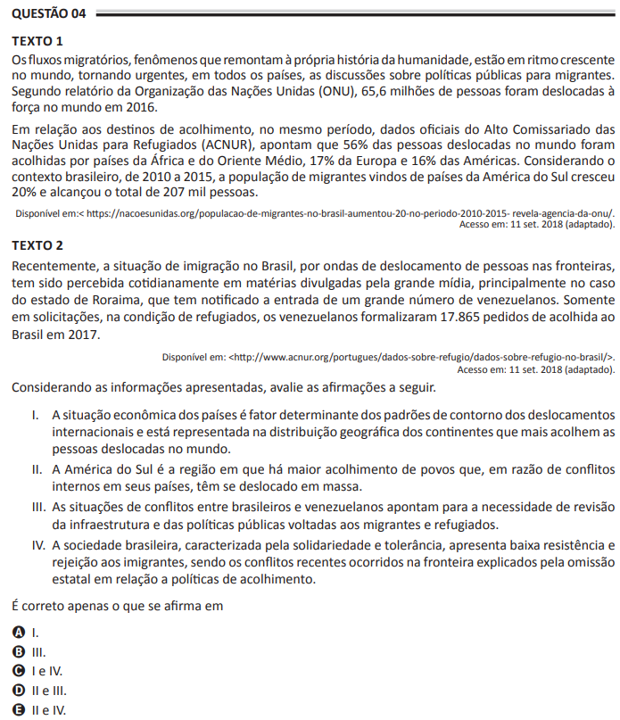 QUESTÃO 04
TEXTO 1
Os fluxos migratórios, fenômenos que remontam à própria história da humanidade, estão em ritmo crescente
no mundo, tornando urgentes, em todos os países, as discussões sobre políticas públicas para migrantes.
Segundo relatório da Organização das Nações Unidas (ONU), 65,6 milhões de pessoas foram deslocadas à
força no mundo em 2016.
Em relação aos destinos de acolhimento, no mesmo período, dados oficiais do Alto Comissariado das
Nações Unidas para Refugiados (ACNUR), apontam que 56% das pessoas deslocadas no mundo foram
acolhidas por países da África e do Oriente Médio, 17% da Europa e 16% das Américas. Considerando o
contexto brasileiro, de 2010 a 2015, a população de migrantes vindos de países da América do Sul cresceu
20% e alcançou o total de 207 mil pessoas.
Disponível em:< https://nacoesunidas.org/populacao-de-migrantes-no-brasil-aumentou-20-no-periodo-2010-2015- revela-agencia-da-onu/.
Acesso em: 11 set. 2018 (adaptado).
TEXTO 2
Recentemente, a situação de imigração no Brasil, por ondas de deslocamento de pessoas nas fronteiras,
tem sido percebida cotidianamente em matérias divulgadas pela grande mídia, principalmente no caso
do estado de Roraima, que tem notificado a entrada de um grande número de venezuelanos. Somente
em solicitações, na condição de refugiados, os venezuelanos formalizaram 17.865 pedidos de acolhida ao
Brasil em 2017.
Disponível em: <http://www.acnur.org/portugues/dados-sobre-refugio/dados-sobre-refugio-no-brasil/>.
Acesso em: 11 set. 2018 (adaptado).
Considerando as informações apresentadas, avalie as afirmações a seguir.
I. A situação econômica dos países é fator determinante dos padrões de contorno dos deslocamentos
internacionais e está representada na distribuição geográfica dos continentes que mais acolhem as
pessoas deslocadas no mundo.
II. A América do Sul é a região em que há maior acolhimento de povos que, em razão de conflitos
internos em seus países, têm se deslocado em massa.
III. As situações de conflitos entre brasileiros e venezuelanos apontam para a necessidade de revisão
da infraestrutura e das políticas públicas voltadas aos migrantes e refugiados.
IV. A sociedade brasileira, caracterizada pela solidariedade e tolerância, apresenta baixa resistência e
rejeição aos imigrantes, sendo os conflitos recentes ocorridos na fronteira explicados pela omissão
estatal em relação a políticas de acolhimento.
É correto apenas o que se afirma em
A I.
B III.
C I e IV.
D II e III.
E II e IV.